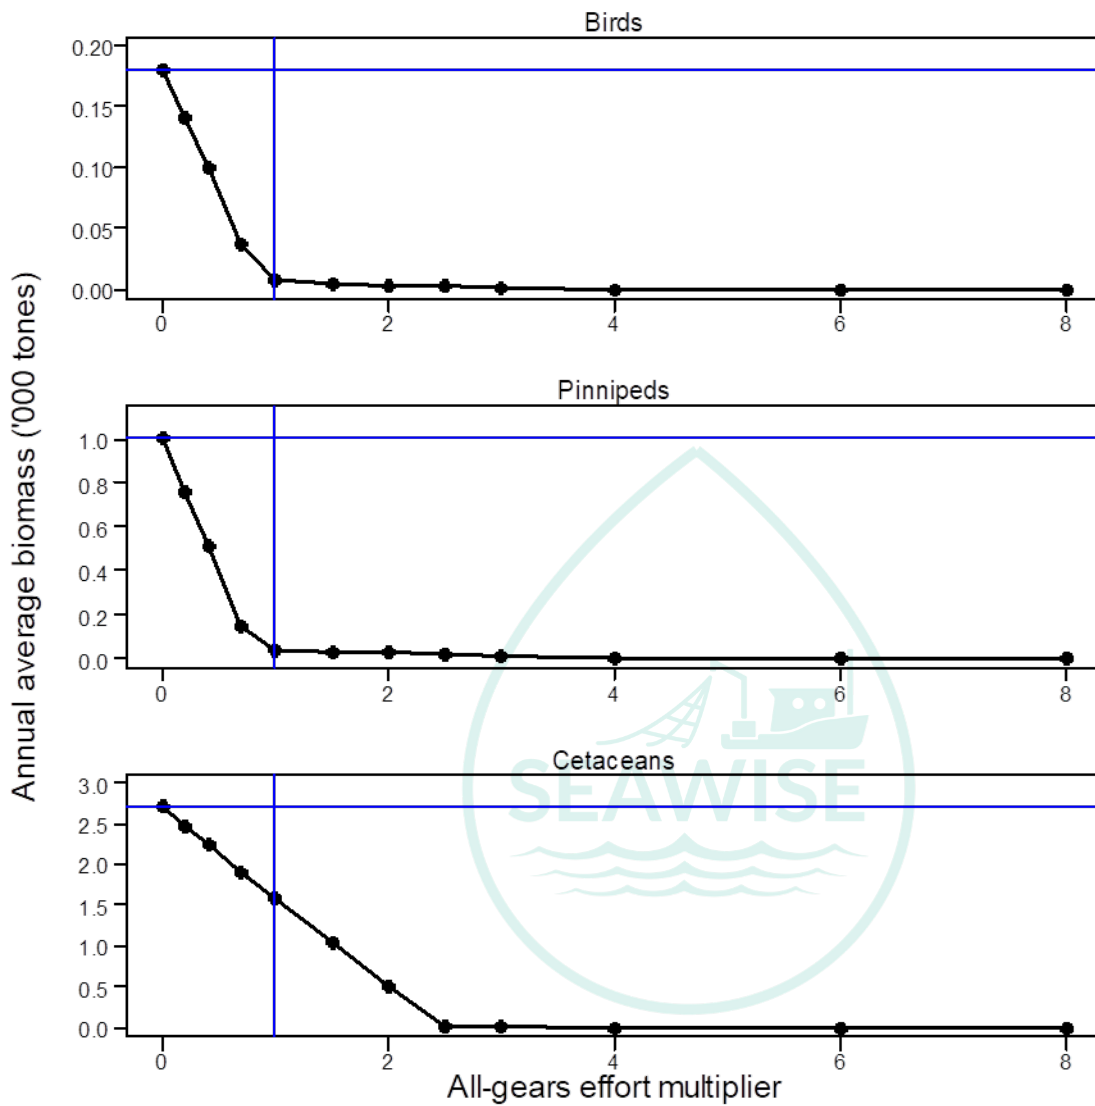 Birds
Annual average biomass ('000 tones)
0.20
0.15
0.10
0.05
0.00
0 2 4 6 8
Pinnipeds
1.0
0.8
0.6
0.4
0.2
0.0
0 2 4 6 8
Cetaceans
SEAWISE
3.0
2.5
2.0
1.5
1.0
0.5
0.0
0 2 4 6 8
All-gears effort multiplier